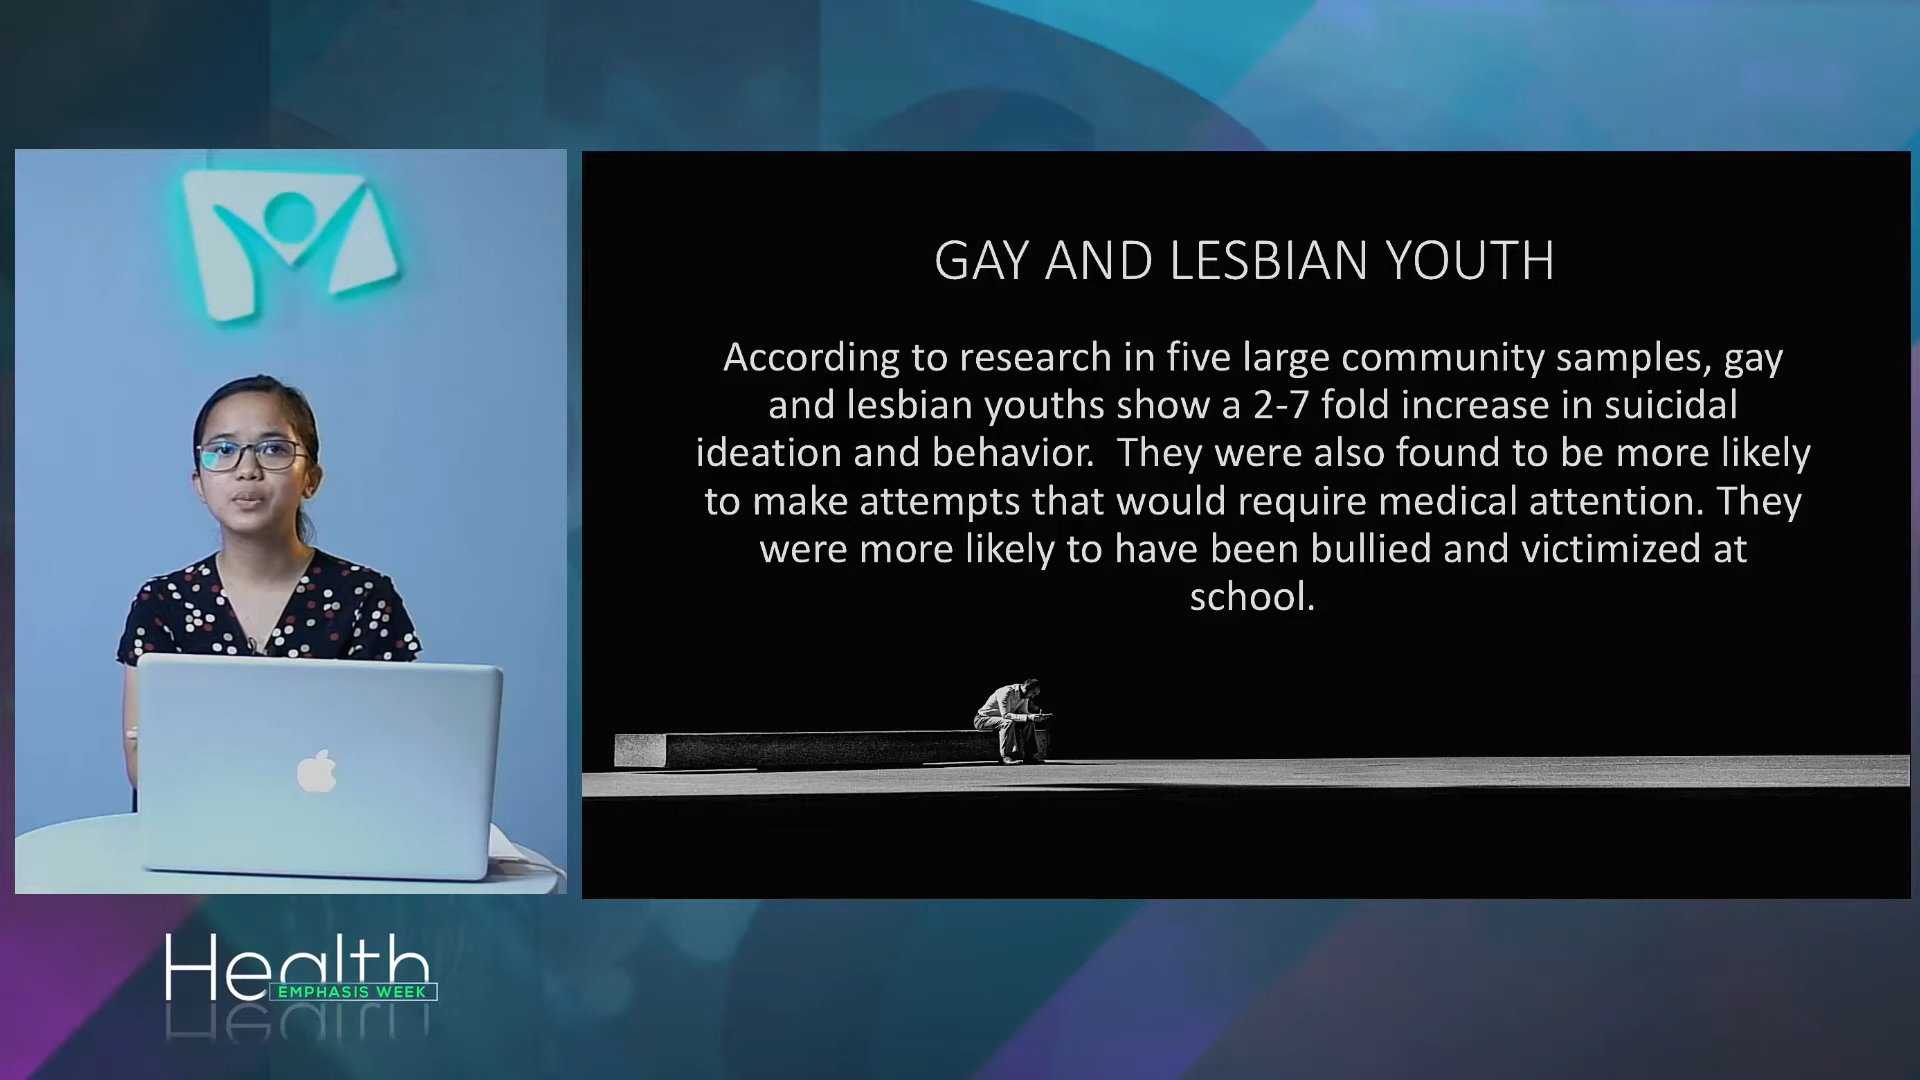 GAY AND LESBIAN YOUTH
According to research in five large community samples, gay
and lesbian youths show a 2-7 fold increase in suicidal
ideation and behavior.  They were also found to be more likely
to make attempts that would require medical attention. They
were more likely to have been bullied and victimized at
school.
Health
EMPHASIS WEEK